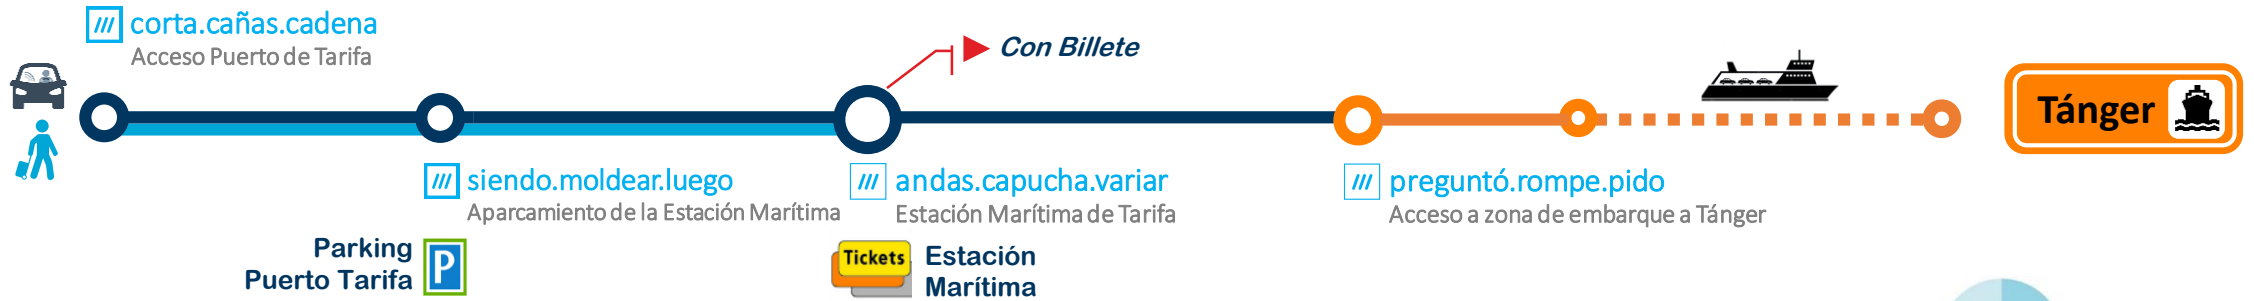 corta.cañas.cadena
Acceso Puerto de Tarifa
Con Billete
Tánger
siendo.moldear.luego
Aparcamiento de la Estación Marítima
andas.capucha.variar
Estación Marítima de Tarifa
preguntó.rompe.pido
Acceso a zona de embarque a Tánger
Parking
Puerto Tarifa
P
Tickets
Estación
Marítima